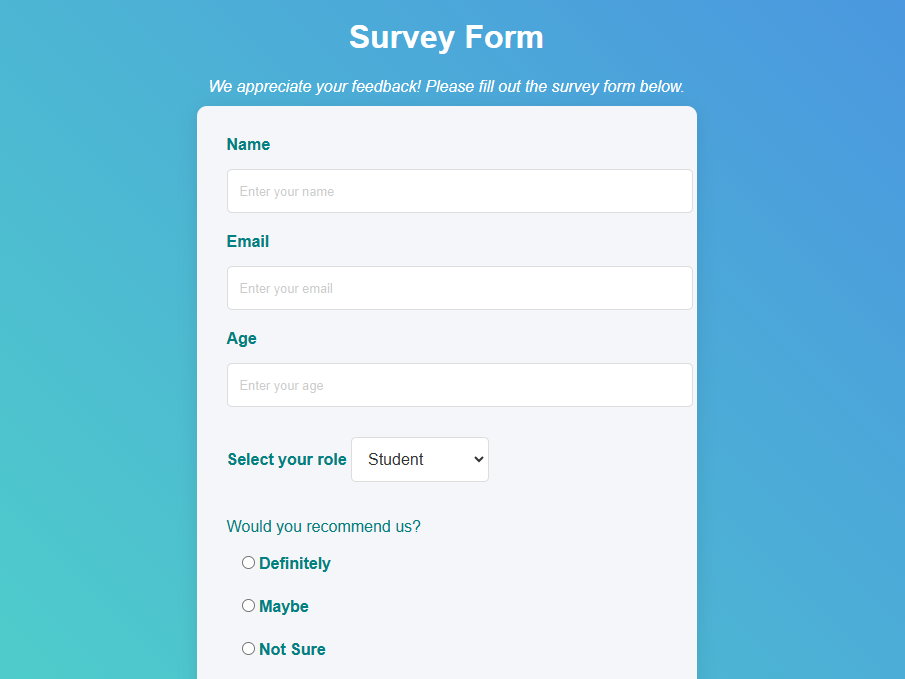 Survey Form
We appreciate your feedback! Please fill out the survey form below.
Name
Enter your name
Email
Enter your email
Age
Enter your age
Select your role Student
Would you recommend us?
Definitely
Maybe
Not Sure